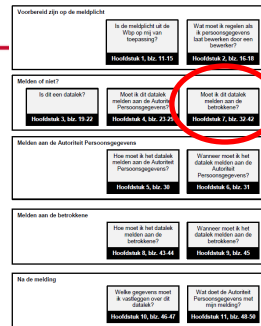 Voorbereid zijn op de meldplicht
Is de meldplicht uit de
Wbp op mij van
toepassing?
Hoofdstuk 1, blz. 11-15
Wat moet ik regelen als
ik persoonsgegevens
laat bewerken door een
bewerker?
Hoofdstuk 2, blz. 16-18
Melden of niet?
Is dit een datalek?
Hoofdstuk 3, blz. 19-22
Moet ik dit datalek
melden aan de Autoriteit
Persoonsgegevens?
Hoofdstuk 4, blz. 23-29
Moet ik dit datalek
melden aan de
betrokkene?
Hoofdstuk 7, blz. 32-42
Melden aan de Autoriteit Persoonsgegevens
Hoe moet ik het datalek
melden aan de
Autoriteit
Persoonsgegevens?
Hoofdstuk 5, blz. 30
Wanneer moet ik het
datalek melden aan de
Autoriteit
Persoonsgegevens?
Hoofdstuk 6, blz. 31
Melden aan de betrokkene
Hoe moet ik het datalek
melden aan de
betrokkene?
Hoofdstuk 8, blz. 43-44
Wanneer moet ik het
datalek melden aan de
betrokkene?
Hoofdstuk 9, blz. 45
Na de melding
Welke gegevens moet
ik vastleggen over dit
datalek?
Hoofdstuk 10, blz. 46-47
Wat doet de Autoriteit
Persoonsgegevens met
mijn melding?
Hoofdstuk 11, blz. 48-50